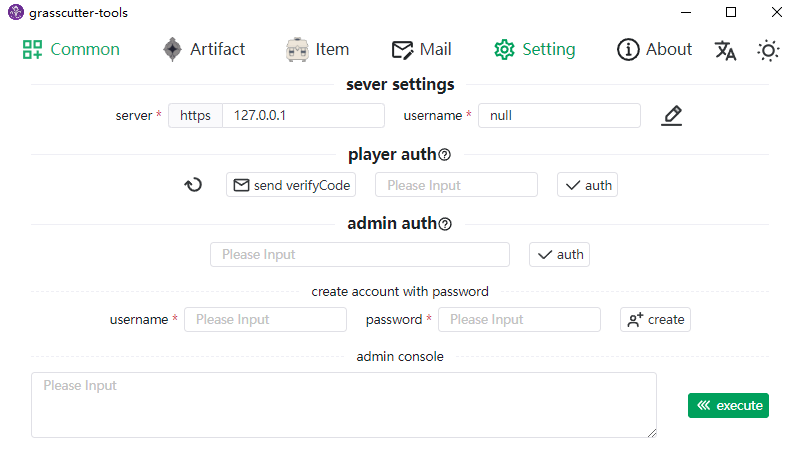 grasscutter-tools
Common Artifact Item Mail Setting About
sever settings
server * https 127.0.0.1 username * null
player auth
send verifyCode Please Input auth
admin auth
Please Input auth
create account with password
username * Please Input password * Please Input create
admin console
Please Input
execute